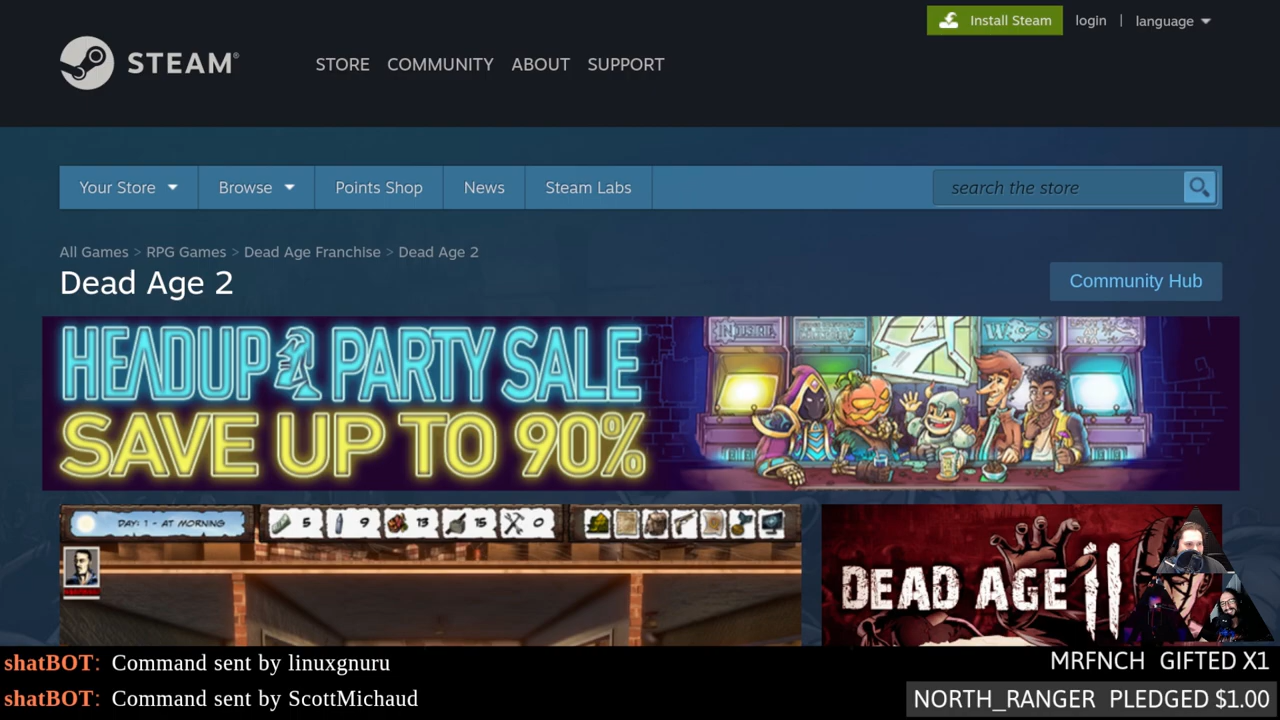 Install Steam login | language
STEAM®
STORE COMMUNITY ABOUT SUPPORT
Your Store Browse Points Shop News Steam Labs search the store
All Games > RPG Games > Dead Age Franchise > Dead Age 2
Dead Age 2
Community Hub
HEADUP PARTY SALE
SAVE UP TO 90%
DAY: 1 - AT MORNING 5 9 13 15 0
DEAD AGE II
shatBOT: Command sent by linuxgnuru
MRFNCH GIFTED X1
shatBOT: Command sent by ScottMichaud
NORTH_RANGER PLEDGED $1.00